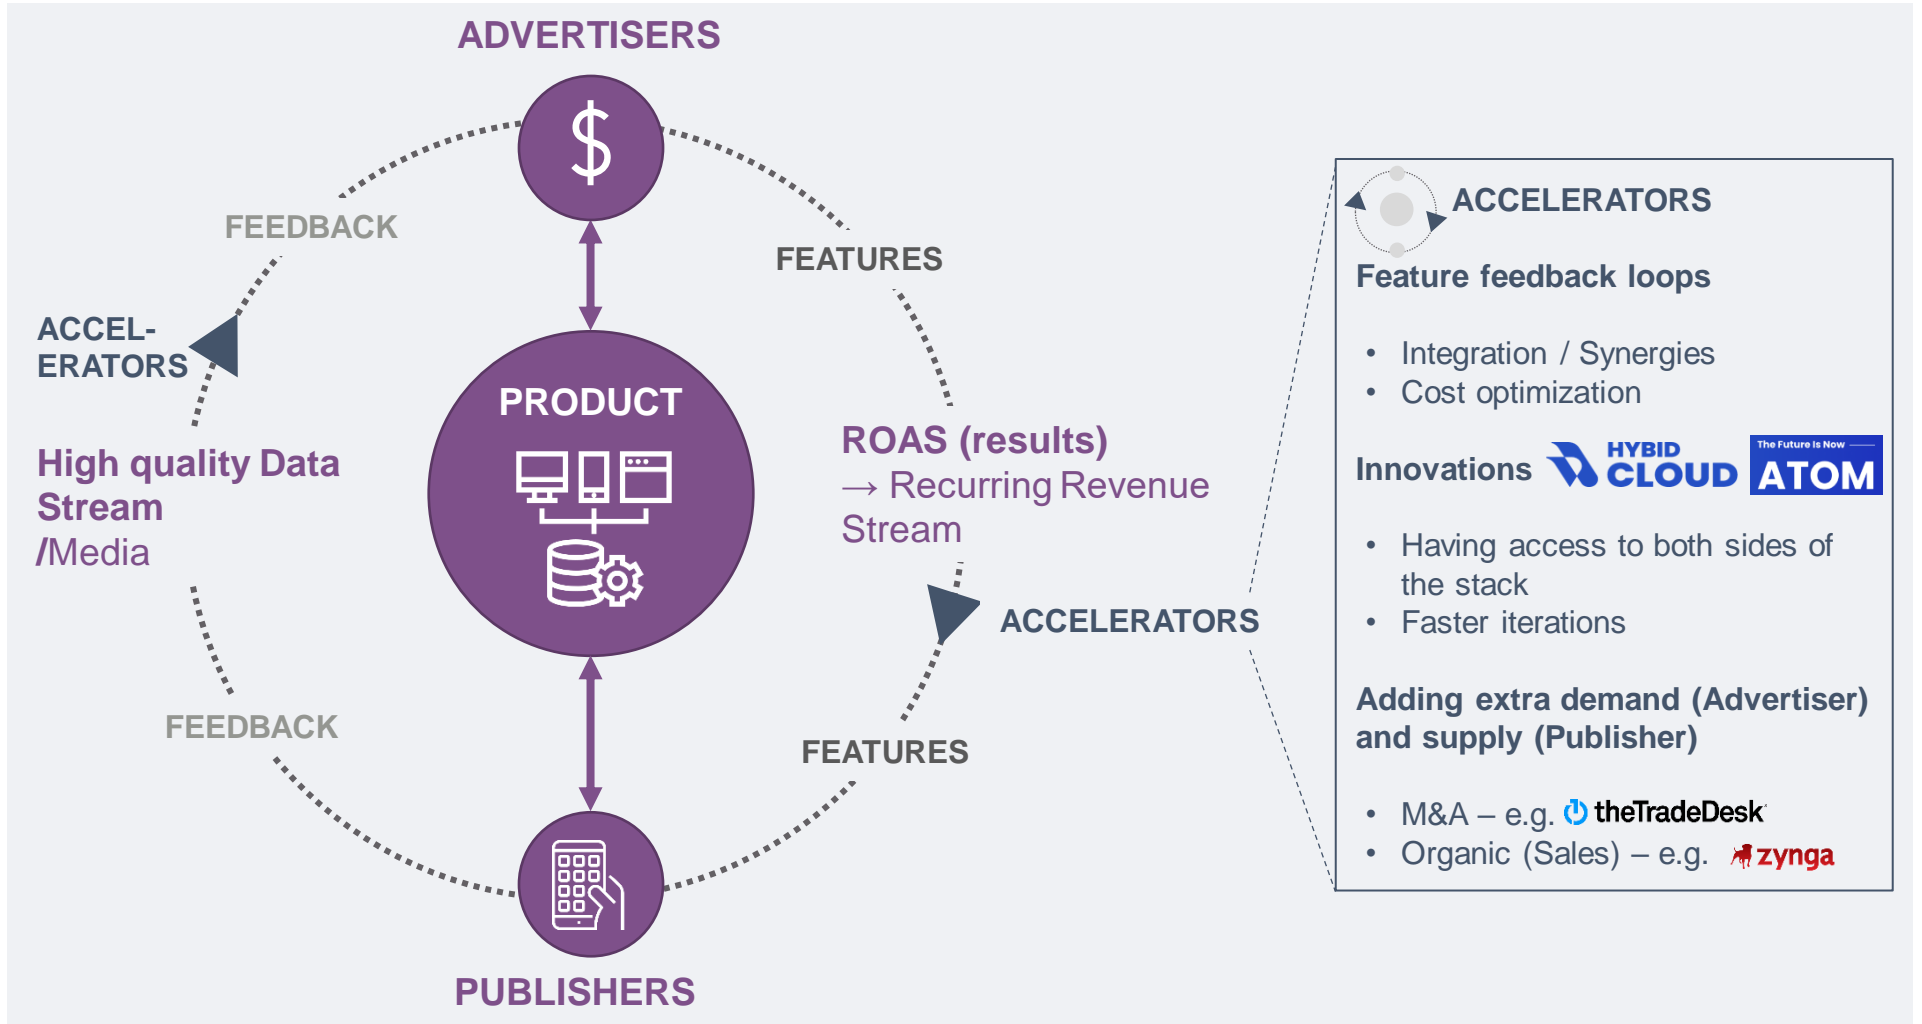 ADVERTISERS
FEEDBACK
FEATURES
ACCEL-
ERATORS
PRODUCT
High quality Data
Stream
/Media
ROAS (results)
→ Recurring Revenue
Stream
ACCELERATORS
FEEDBACK
FEATURES
PUBLISHERS
ACCELERATORS
Feature feedback loops
• Integration / Synergies
• Cost optimization
Innovations
HYBID
CLOUD
The Future Is Now
ATOM
• Having access to both sides of
the stack
• Faster iterations
Adding extra demand (Advertiser)
and supply (Publisher)
• M&A – e.g. theTradeDesk
• Organic (Sales) – e.g. zynga